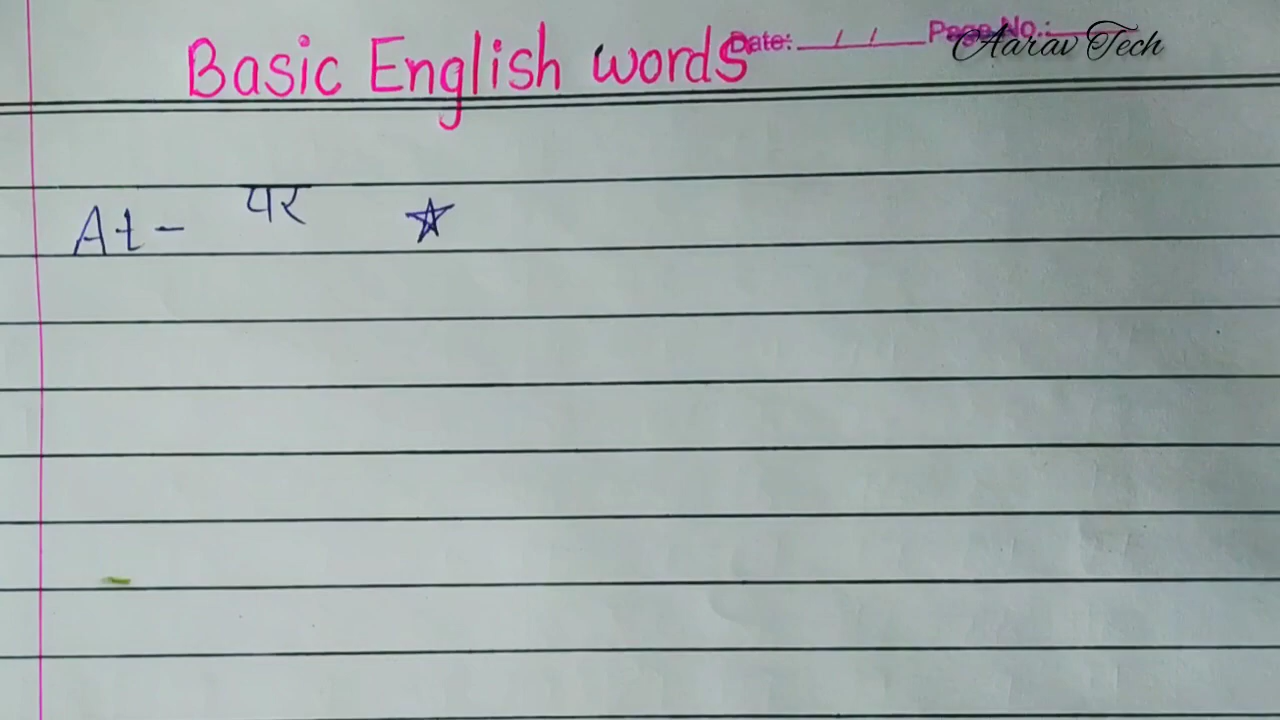 Basic English words Date: / / Page No.:
Aarav Tech
At - पर